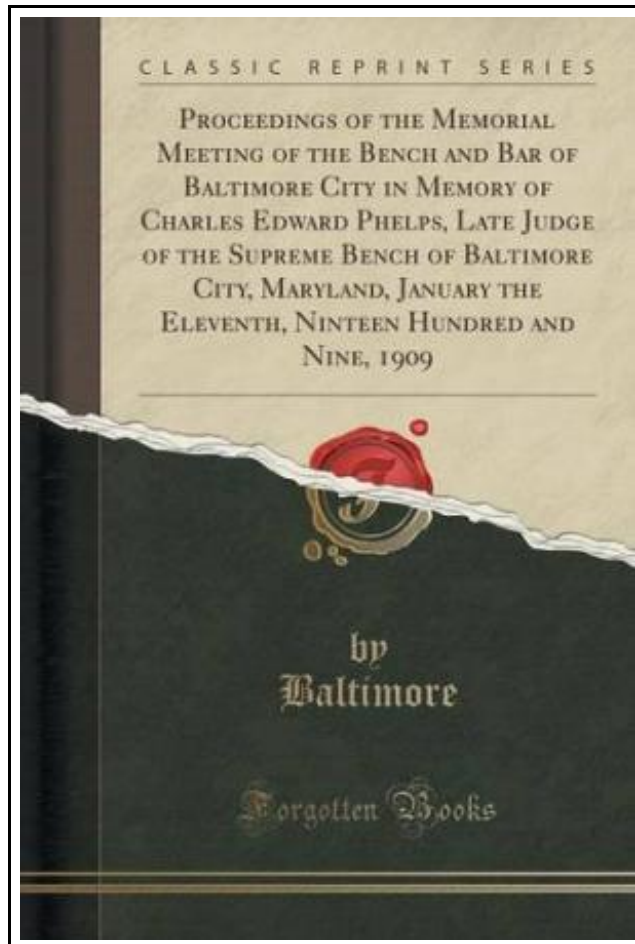 CLASSIC REPRINT SERIES
PROCEEDINGS OF THE MEMORIAL
MEETING OF THE BENCH AND BAR OF
BALTIMORE CITY IN MEMORY OF
CHARLES EDWARD PHELPS, LATE JUDGE
OF THE SUPREME BENCH OF BALTIMORE
CITY, MARYLAND, JANUARY THE
ELEVENTH, NINTEEN HUNDRED AND
NINE, 1909
by
Baltimore
Forgotten Books